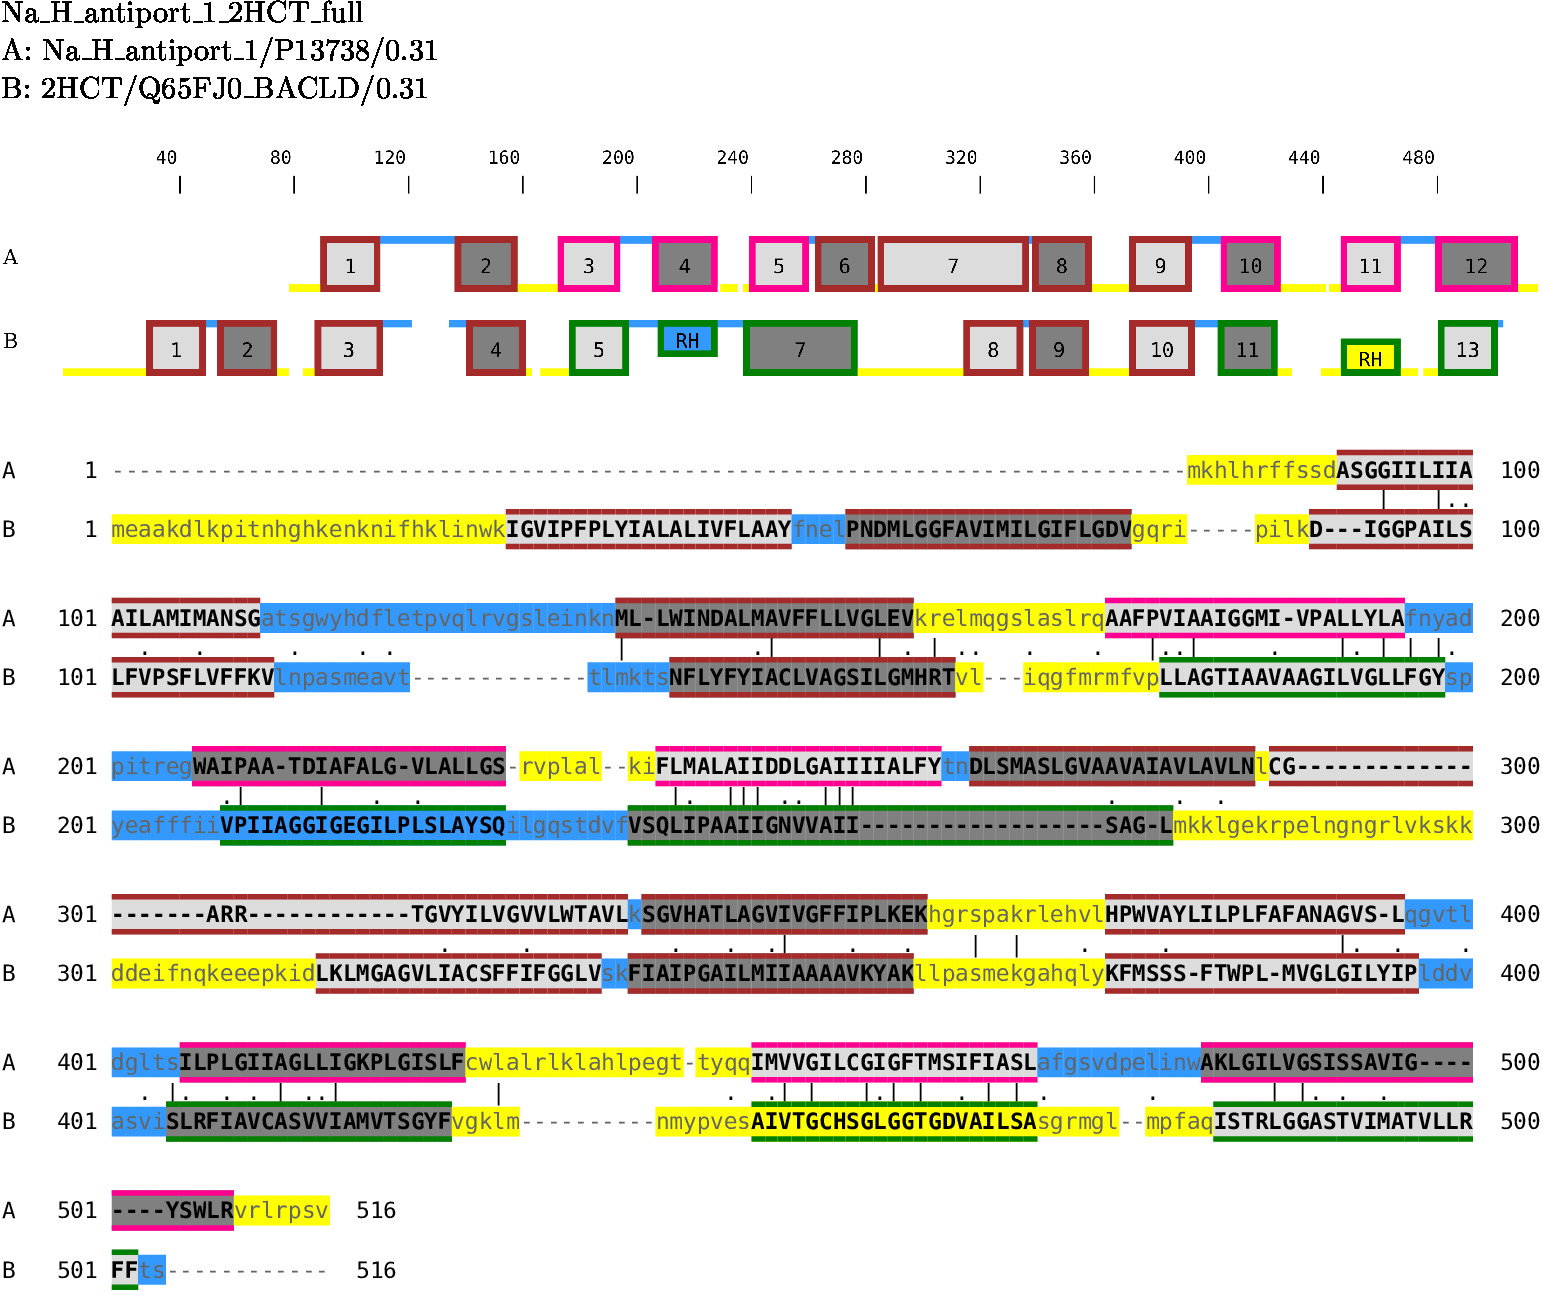 Na_H_antiport_1_2HCT_full
A: Na_H_antiport_1/P13738/0.31
B: 2HCT/Q65FJ0_BACLD/0.31
40 80 120 160 200 240 280 320 360 400 440 480
A 1 2 3 4 5 6 7 8 9 10 11 12
B 1 2 3 4 5 RH 7 8 9 10 11 RH 13
A 1 -------------------------------------------------------------------------------mkhlhrffssdASGGIILIIA 100
B 1 meaakdlkpitnhghkenknifhklinwkIGVIPFPLYIALALIVFLAAYfnelPNDMLGGFAVIMILGIFLGDVgqri-----pilkD---IGGPAILS 100
A 101 AILAMIMANSGatsgwyhdfletpvqlrvgsleinknML-LWINDALMAVFFLLVGLEVkrelmqgslaslrqAAFPVIAAIGGMI-VPALLYLAfnyad 200
B 101 LFVPSFLVFFKVlnpasmeavt-------------tlmktsNFLYFYIACLVAGSILGMHRTvl---iqgfmrmfvpLLAGTIAAVAAGILVGLLFGYsp 200
A 201 pitregWAIPAA-TDIAFALG-VLALLGS-rvplal--kiFLMALAIIDDLGAIIIIALFYtnDLSMASLGVAAVAIAVLAVLNlCG------------- 300
B 201 yeafffiiVPIIAGGIGEGILPLSLAYSQilgqstdvfVSQLIPAAIIGNVVAII------------------SAG-Lmkklgekrpelngngrlvkskk 300
A 301 -------ARR------------TGVYILVGVVLWTAVLkSGVHATLAGVIVGFFIPLKEKhgrspakrlehvlHPWVAYLILPLFAFANAGVS-Lqgvtl 400
B 301 ddeifnqkeeepkidLKLMGAGVLIACSFFIFGGLVskFIAIPGAILMIIAAAAVKYAKllpasmekgahqlyKFMSSS-FTWPL-MVGLGILYIPlddv 400
A 401 dgltsILPLGIIAGLLIGKPLGISLFcwlalrlklahlpegt-tyqqIMVVGILCGIGFTMSIFIASLafgsvdpelinwAKLGILVGSISSAVIG---- 500
B 401 asviSLRFIAVCASVVIAMVTSGYFvgklm----------nmypvesAIVTGCHSGLGGTGDVAILSAsgrmgl--mpfaqISTRLGGASTVIMATVLLR 500
A 501 ----YSWLRvrlrpsv 516
B 501 FFts------------ 516